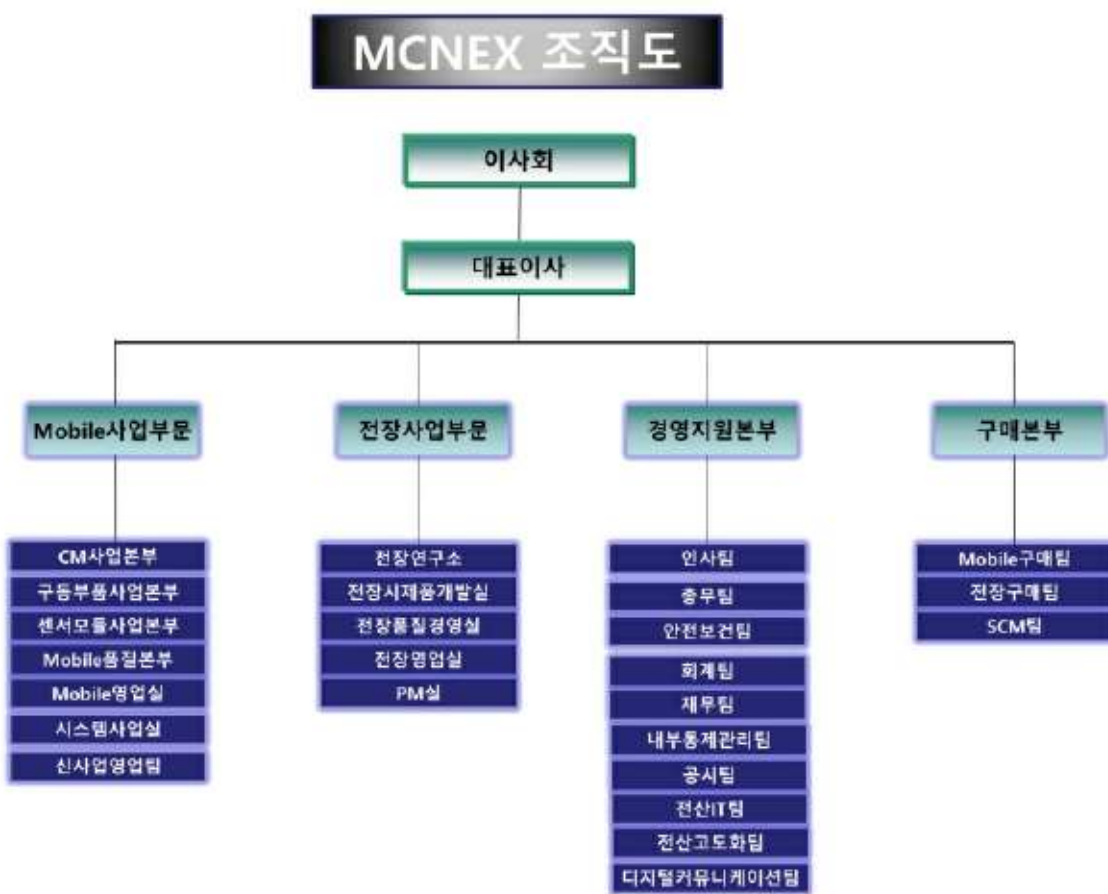 MCNEX 조직도
이사회
대표이사
Mobile사업부문
전장사업부문
경영지원본부
구매본부
CM사업본부
구동부품사업본부
센서모듈사업본부
Mobile품질본부
Mobile영업실
시스템사업실
신사업영업팀
전장연구소
전장시제품개발실
전장품질경영실
전장영업실
PM실
인사팀
총무팀
안전보건팀
회계팀
재무팀
내부통제관리팀
공시팀
전산IT팀
전산고도화팀
디지털커뮤니케이션팀
Mobile구매팀
전장구매팀
SCM팀